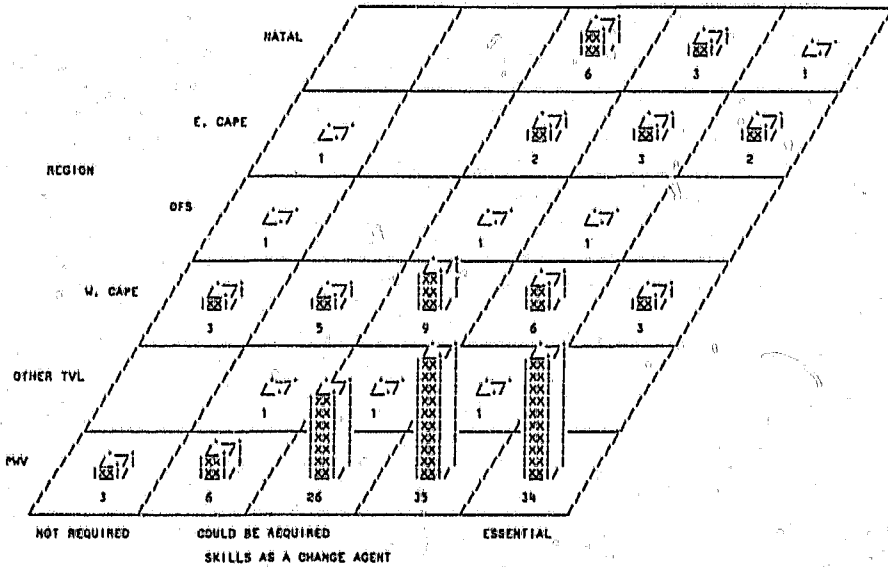 NATAL
6 3 1
E. CAPE
1 2 3 2
REGION
OFS
1 1 1
W. CAPE
3 5 9 6 3
OTHER TVL
1 1 1
PWV
3 6 26 35 34
NOT REQUIRED COULD BE REQUIRED ESSENTIAL
SKILLS AS A CHANGE AGENT